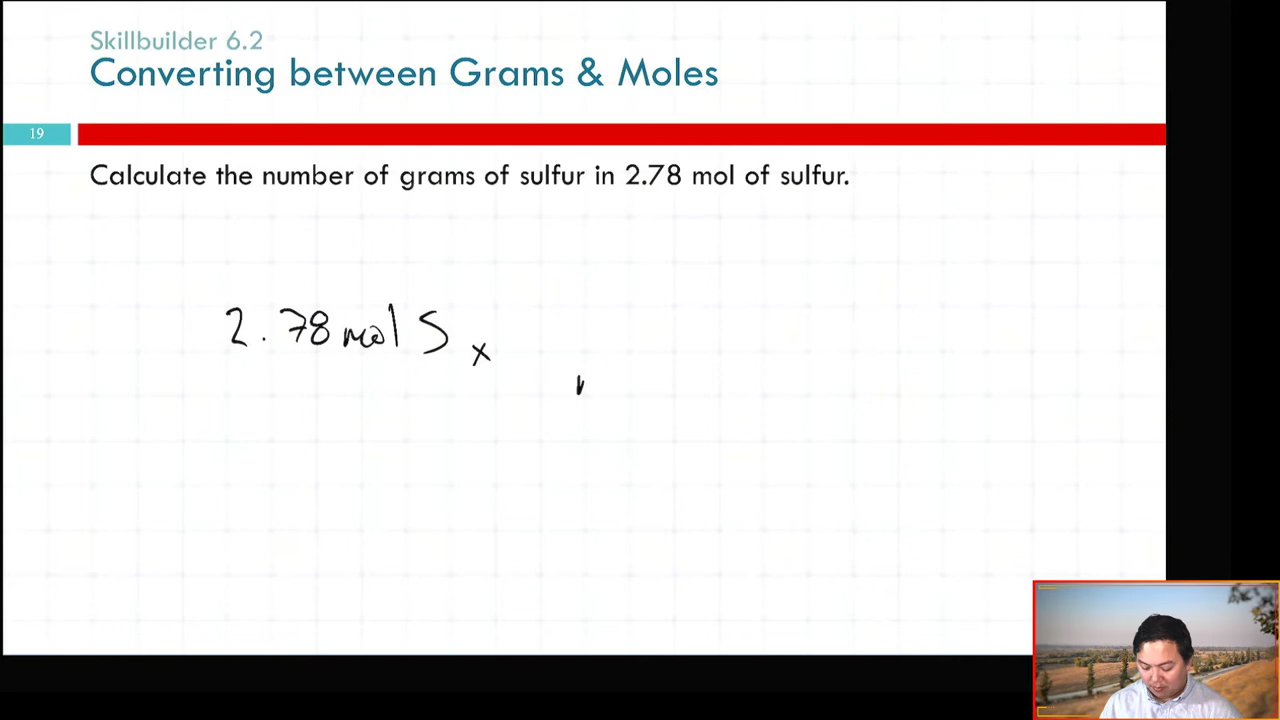 Skillbuilder 6.2
Converting between Grams & Moles
19
Calculate the number of grams of sulfur in 2.78 mol of sulfur.
2.78 mol S x